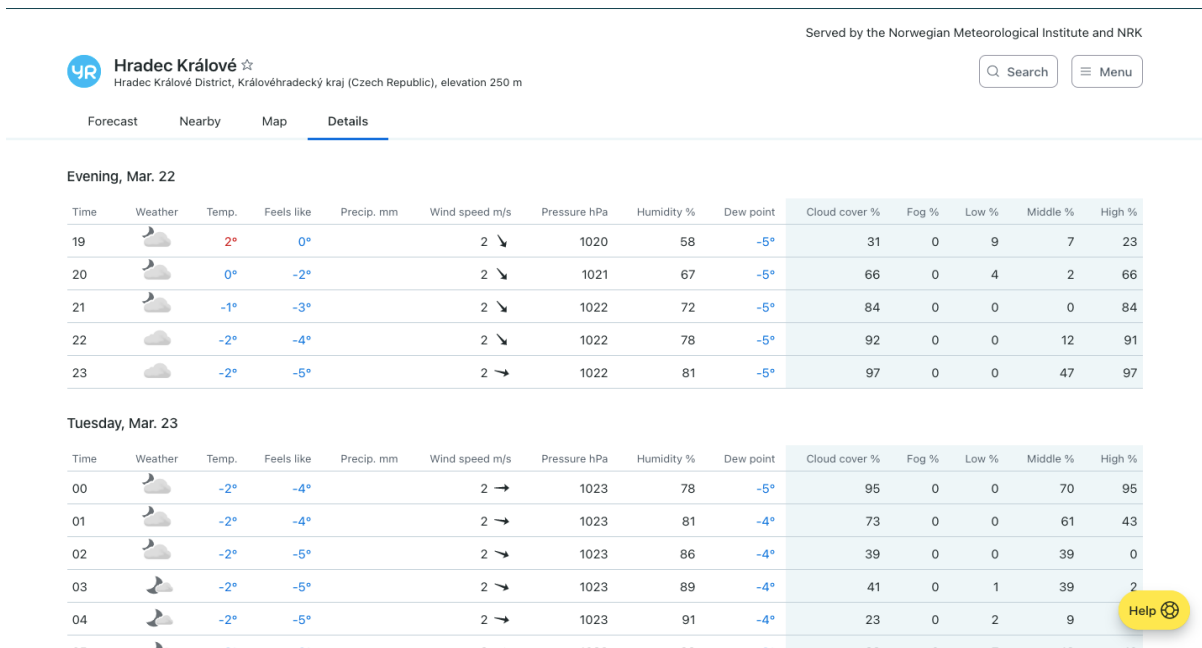 Served by the Norwegian Meteorological Institute and NRK
YR
Hradec Králové
Hradec Králové District, Královéhradecký kraj (Czech Republic), elevation 250 m
Search
Menu
Forecast Nearby Map Details
Evening, Mar. 22
Time Weather Temp. Feels like Precip. mm Wind speed m/s Pressure hPa Humidity % Dew point Cloud cover % Fog % Low % Middle % High %
19 2° 0° 2 1020 58 -5° 31 0 9 7 23
20 0° -2° 2 1021 67 -5° 66 0 4 2 66
21 -1° -3° 2 1022 72 -5° 84 0 0 0 84
22 -2° -4° 2 1022 78 -5° 92 0 0 12 91
23 -2° -5° 2 1022 81 -5° 97 0 0 47 97
Tuesday, Mar. 23
Time Weather Temp. Feels like Precip. mm Wind speed m/s Pressure hPa Humidity % Dew point Cloud cover % Fog % Low % Middle % High %
00 -2° -4° 2 1023 78 -5° 95 0 0 70 95
01 -2° -4° 2 1023 81 -4° 73 0 0 61 43
02 -2° -5° 2 1023 86 -4° 39 0 0 39 0
03 -2° -5° 2 1023 89 -4° 41 0 1 39 2
04 -2° -5° 2 1023 91 -4° 23 0 2 9
Help